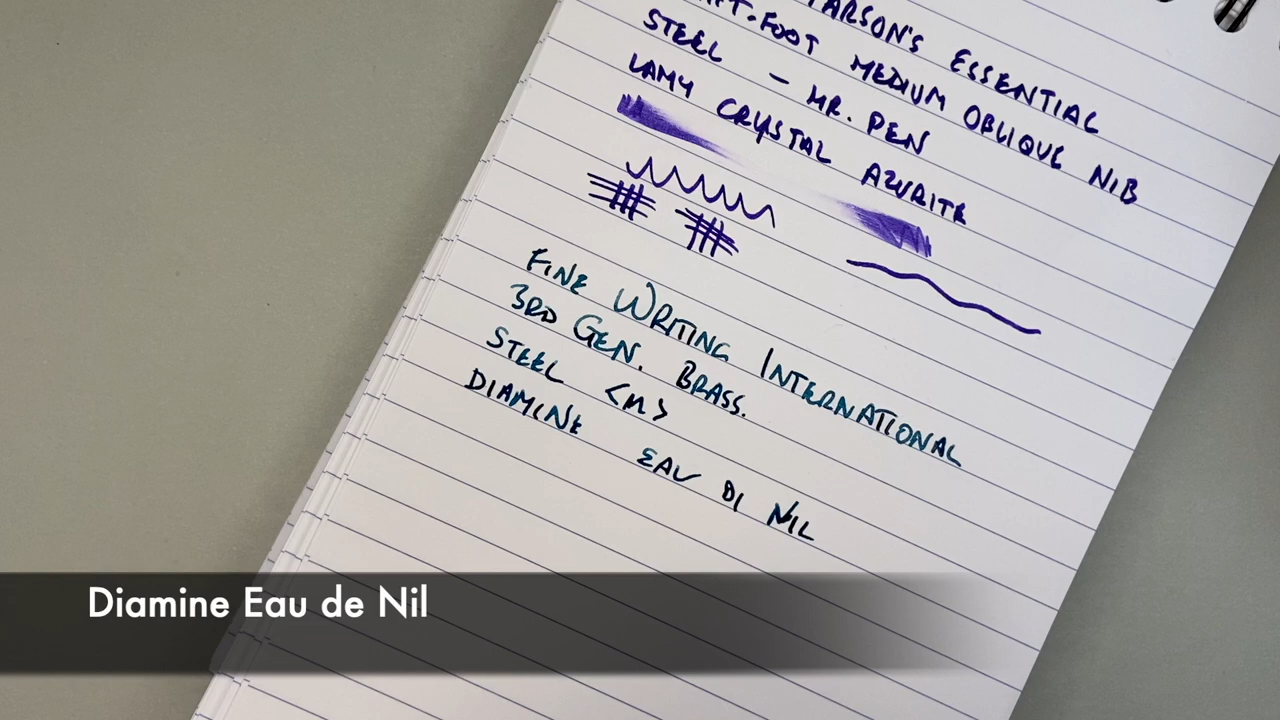 PARSON'S ESSENTIAL
FOOT MEDIUM OBLIQUE NIB
STEEL - MR. PEN
LAMY CRYSTAL AZURITE
FINE WRITING INTERNATIONAL
3RD GEN. BRASS.
STEEL <M>
DIAMINE EAU DI NIL
Diamine Eau de Nil